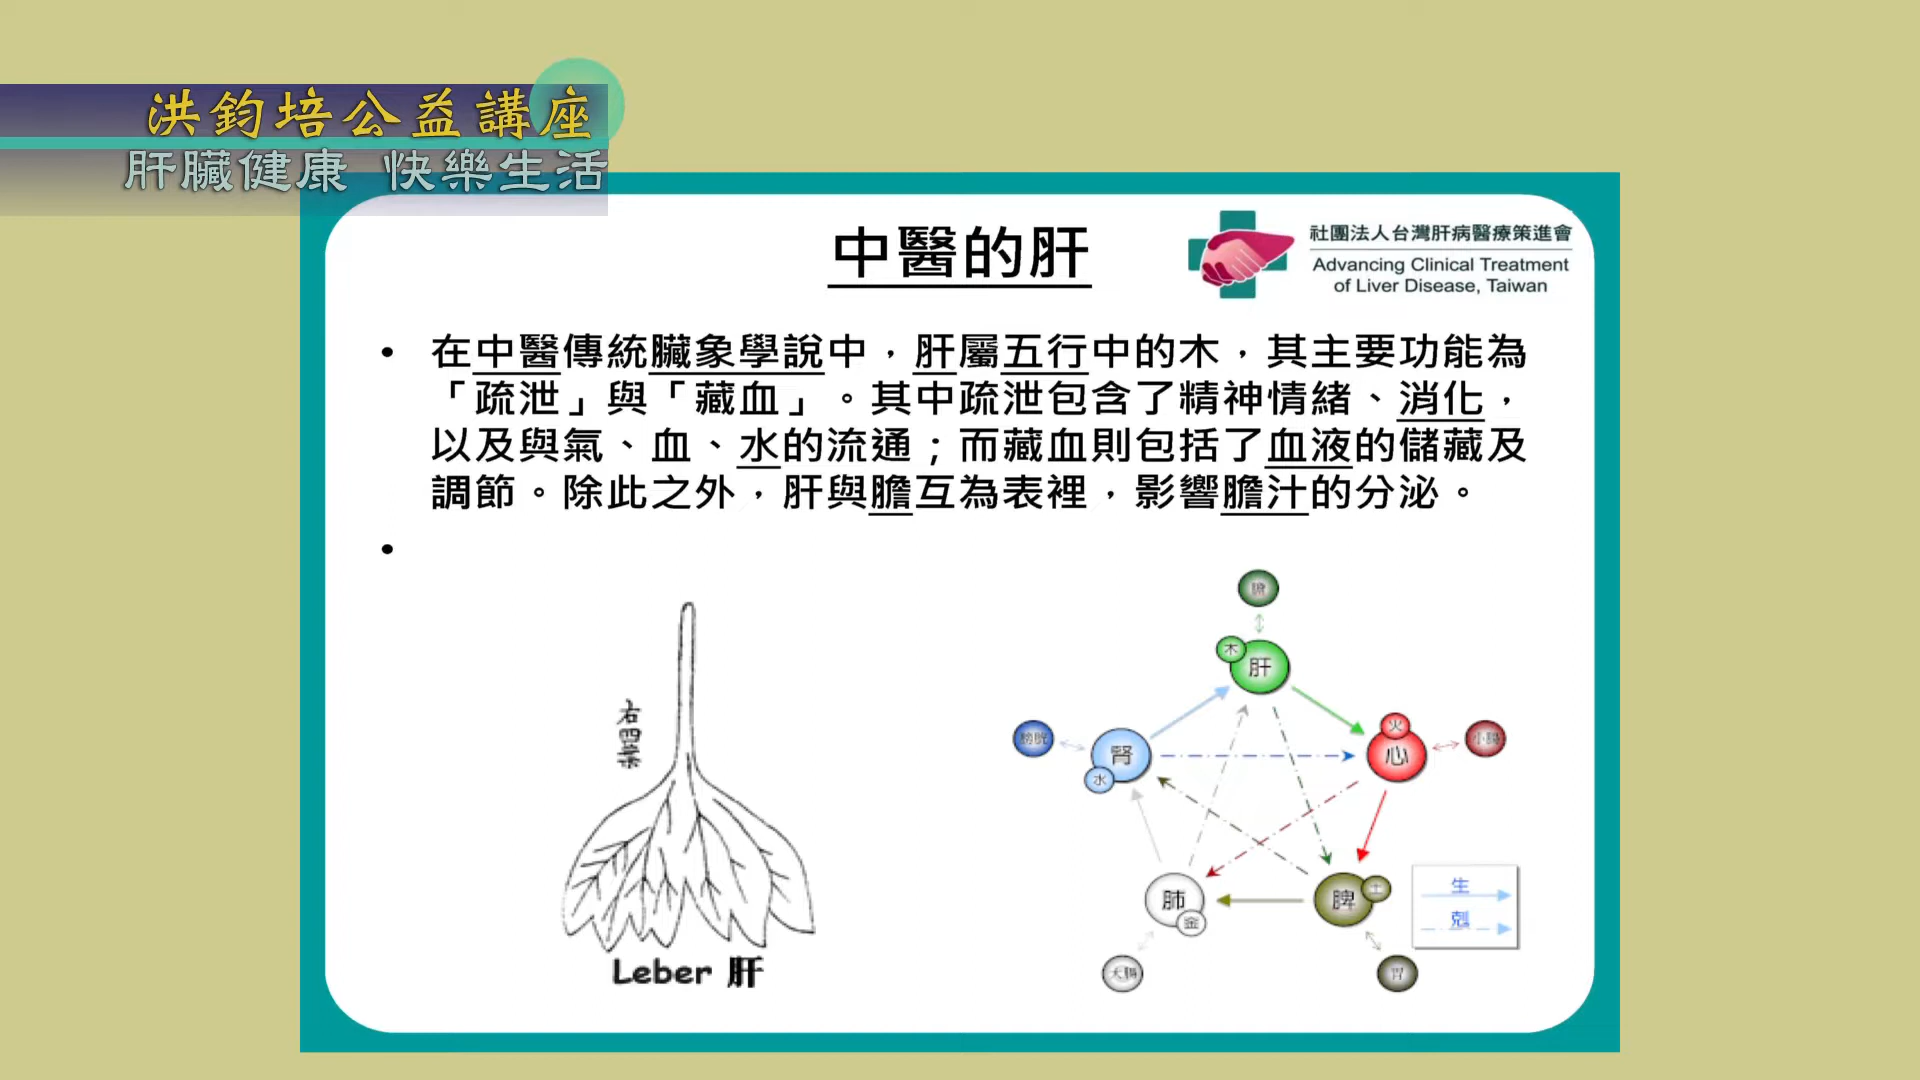 洪鈞培公益講座
肝臟健康 快樂生活
中醫的肝
社團法人台灣肝病醫療策進會
Advancing Clinical Treatment
of Liver Disease, Taiwan
• 在中醫傳統臟象學說中，肝屬五行中的木，其主要功能為
「疏泄」與「藏血」。其中疏泄包含了精神情緒、消化，
以及與氣、血、水的流通；而藏血則包括了血液的儲藏及
調節。除此之外，肝與膽互為表裡，影響膽汁的分泌。
•
右四葉
Leber 肝
膽
木
肝
膀胱
腎
水
火
心
小腸
肺
金
脾
土
大腸
胃
生
剋